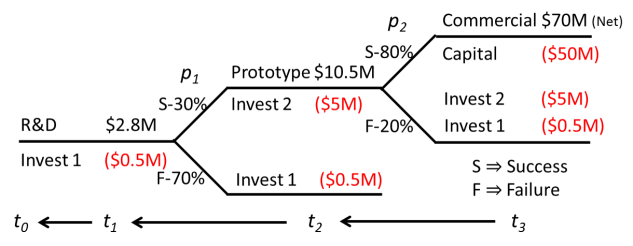 p2 Commercial $70M (Net)
S-80% Capital ($50M)
p1 Prototype $10.5M
S-30% Invest 2 ($5M) Invest 2 ($5M)
R&D $2.8M F-20% Invest 1 ($0.5M)
Invest 1 ($0.5M)
F-70% Invest 1 ($0.5M)
S ⇒ Success
F ⇒ Failure
t0 t1 t2 t3